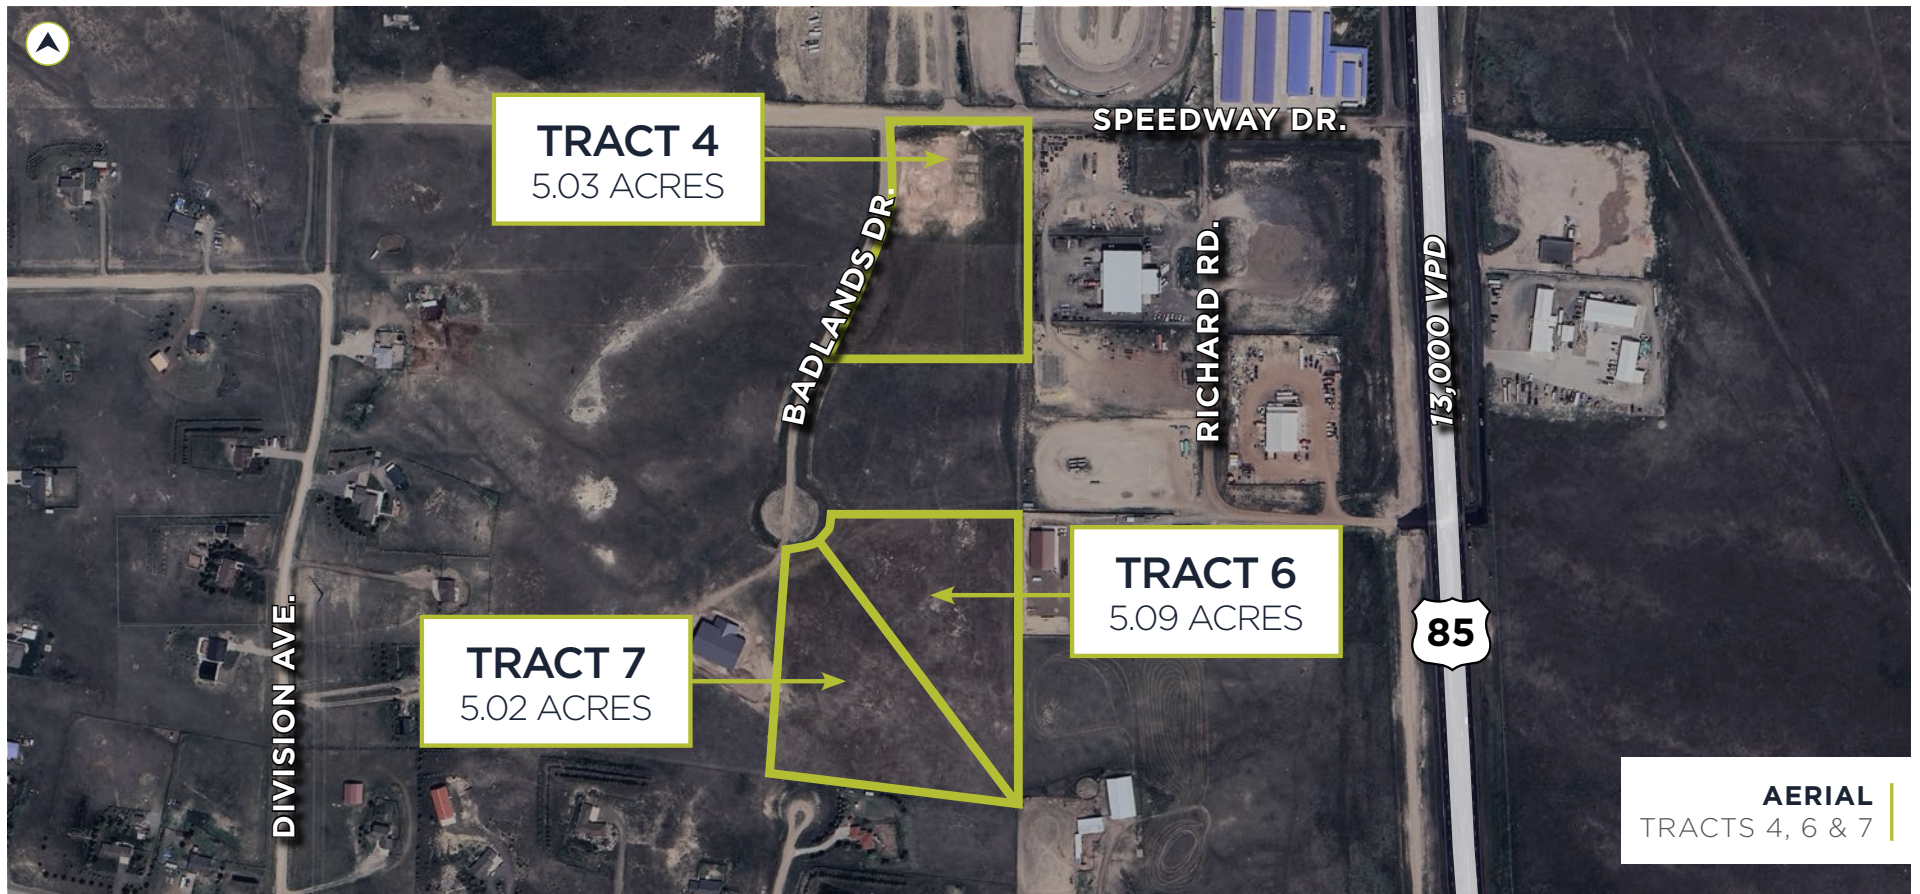 SPEEDWAY DR.
TRACT 4
5.03 ACRES
BADLANDS DR.
RICHARD RD.
13,0000 VPD
TRACT 6
5.09 ACRES
85
TRACT 7
5.02 ACRES
DIVISION AVE.
AERIAL
TRACTS 4, 6 & 7